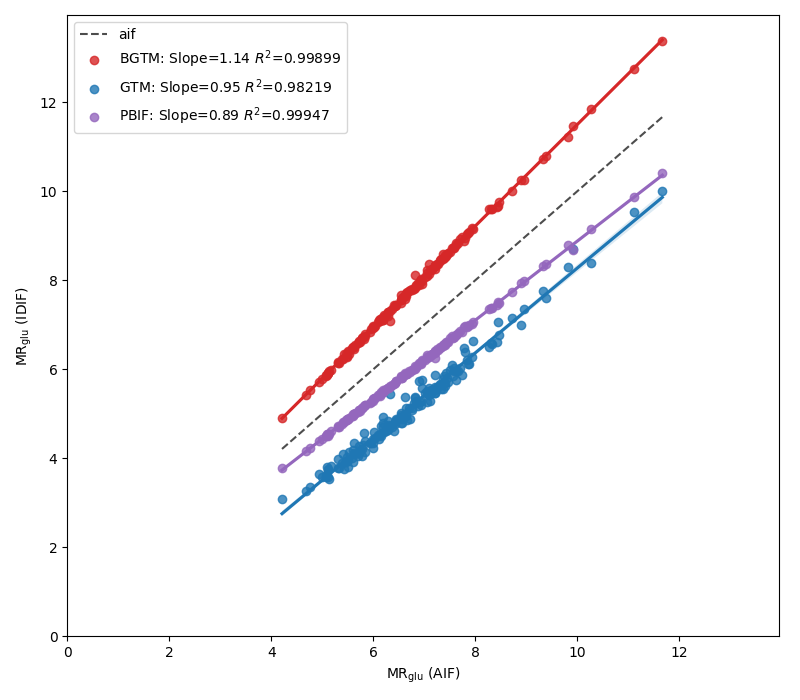 aif
BGTM: Slope=1.14 R²=0.99899
GTM: Slope=0.95 R²=0.98219
PBIF: Slope=0.89 R²=0.99947
12
10
8
6
4
2
0
MRglu (IDIF)
0 2 4 6 8 10 12
MRglu (AIF)